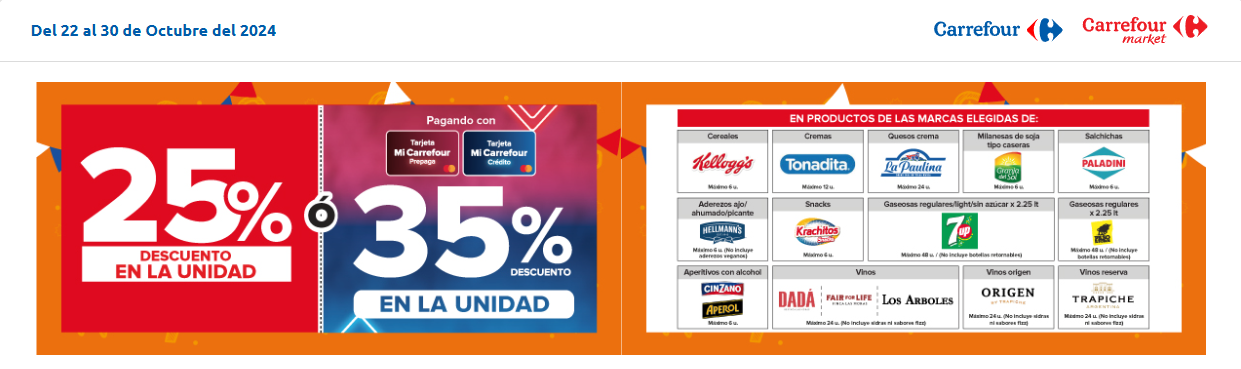 Del 22 al 30 de Octubre del 2024
Carrefour
Carrefour
market
25%
DESCUENTO
EN LA UNIDAD
Ó
Pagando con
Tarjeta
Mi Carrefour
Prepaga
Tarjeta
Mi Carrefour
Crédito
35%
DESCUENTO
EN LA UNIDAD
EN PRODUCTOS DE LAS MARCAS ELEGIDAS DE:
Cereales
Kellogg's
Máximo 6 u.
Cremas
Tonadita
Máximo 12 u.
Quesos crema
La Paulina
Máximo 24 u.
Milanesas de soja
tipo caseras
Granja
del Sol
Máximo 6 u.
Salchichas
PALADINI
Máximo 6 u.
Aderezos ajo/
ahumado/picante
HELLMANN'S
Máximo 6 u. (No incluye
aderezos veganos)
Snacks
Krachitos
Máximo 6 u.
Gaseosas regulares/light/sin azúcar x 2.25 lt
7up
Máximo 48 u. / (No incluye botellas retornables)
Gaseosas regulares
x 2.25 lt
Máximo 48 u. / (No incluye
botellas retornables)
Aperitivos con alcohol
CINZANO
APEROL
Máximo 6 u.
Vinos
DADÁ
FAIR FOR LIFE
LOS ARBOLES
Máximo 24 u. (No incluye sidras ni sabores fizz)
Vinos origen
ORIGEN
BY TRAPICHE
Máximo 24 u. (No incluye sidras
ni sabores fizz)
Vinos reserva
TRAPICHE
ARGENTINA
Máximo 24 u. (No incluye sidras
ni sabores fizz)